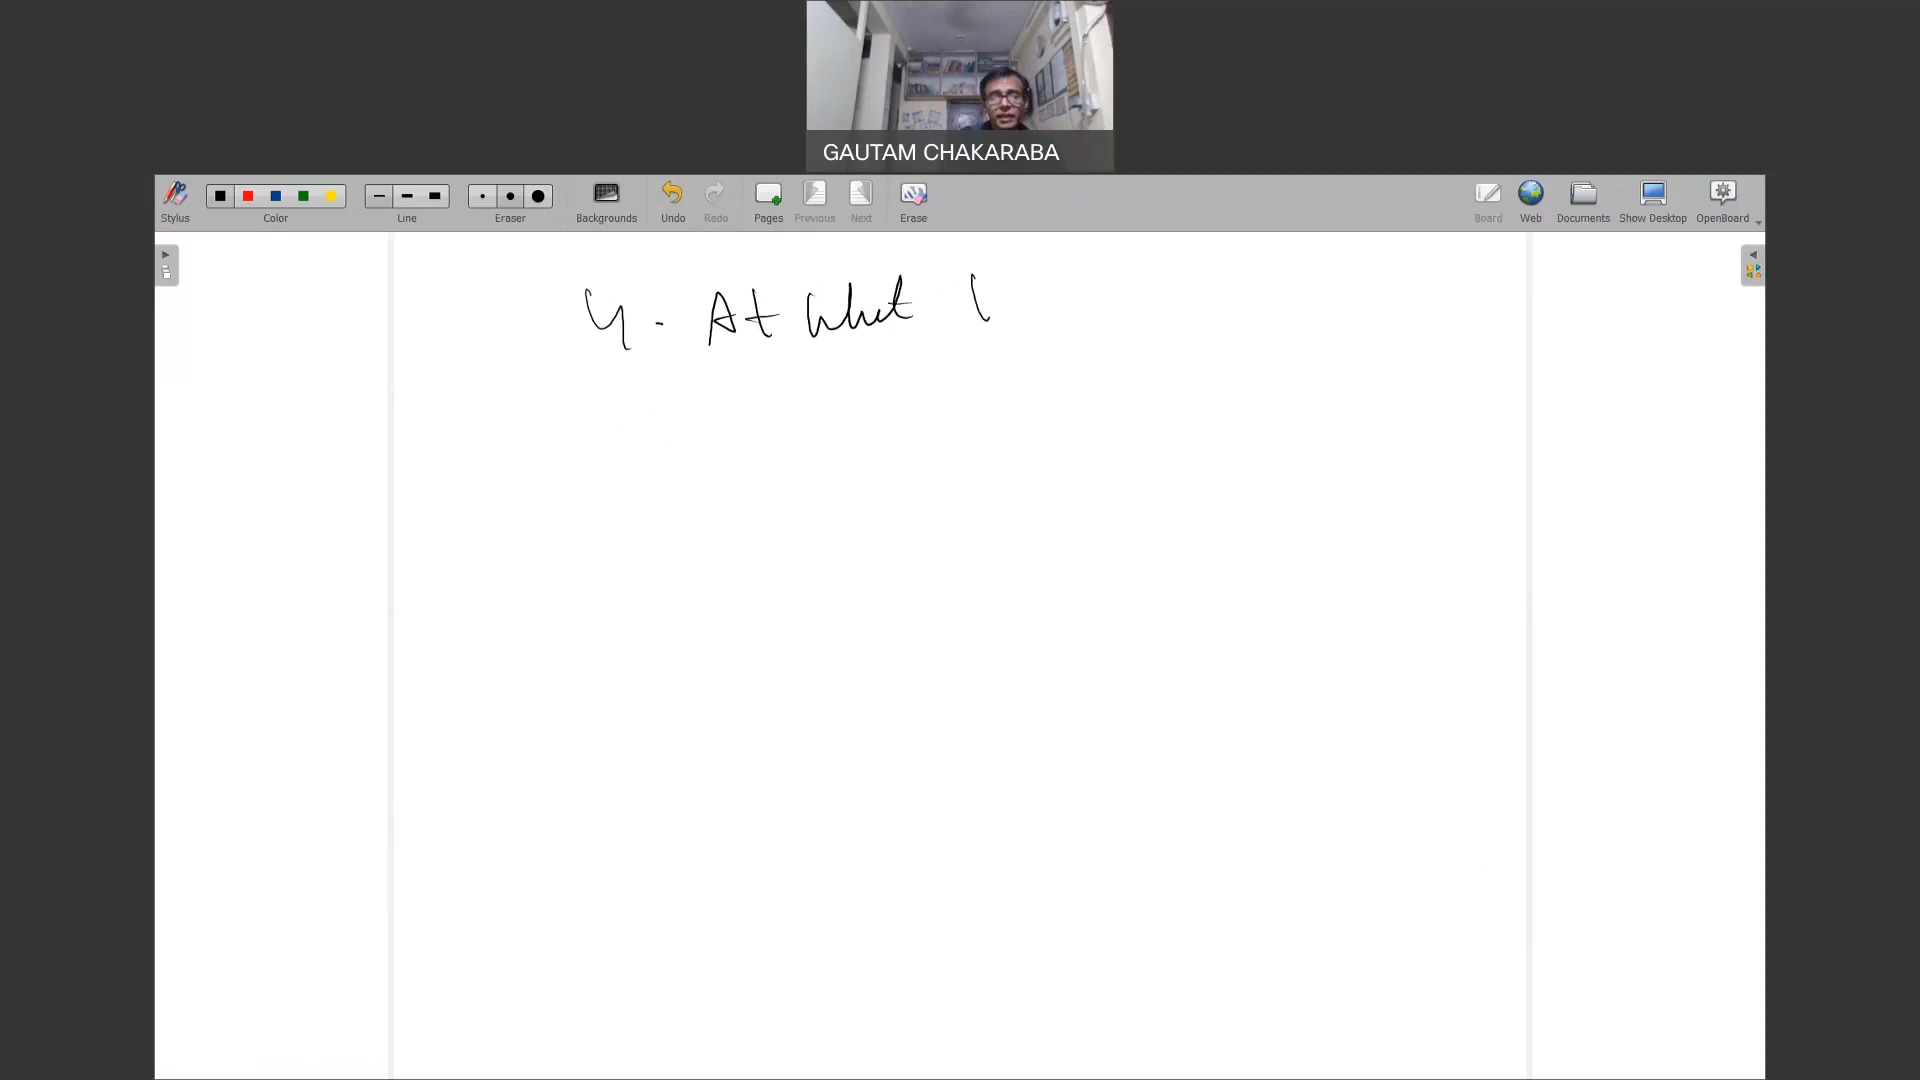 GAUTAM CHAKARABA
Stylus Color Line Eraser Backgrounds Undo Redo Pages Previous Next Erase Board Web Documents Show Desktop OpenBoard
4. At what